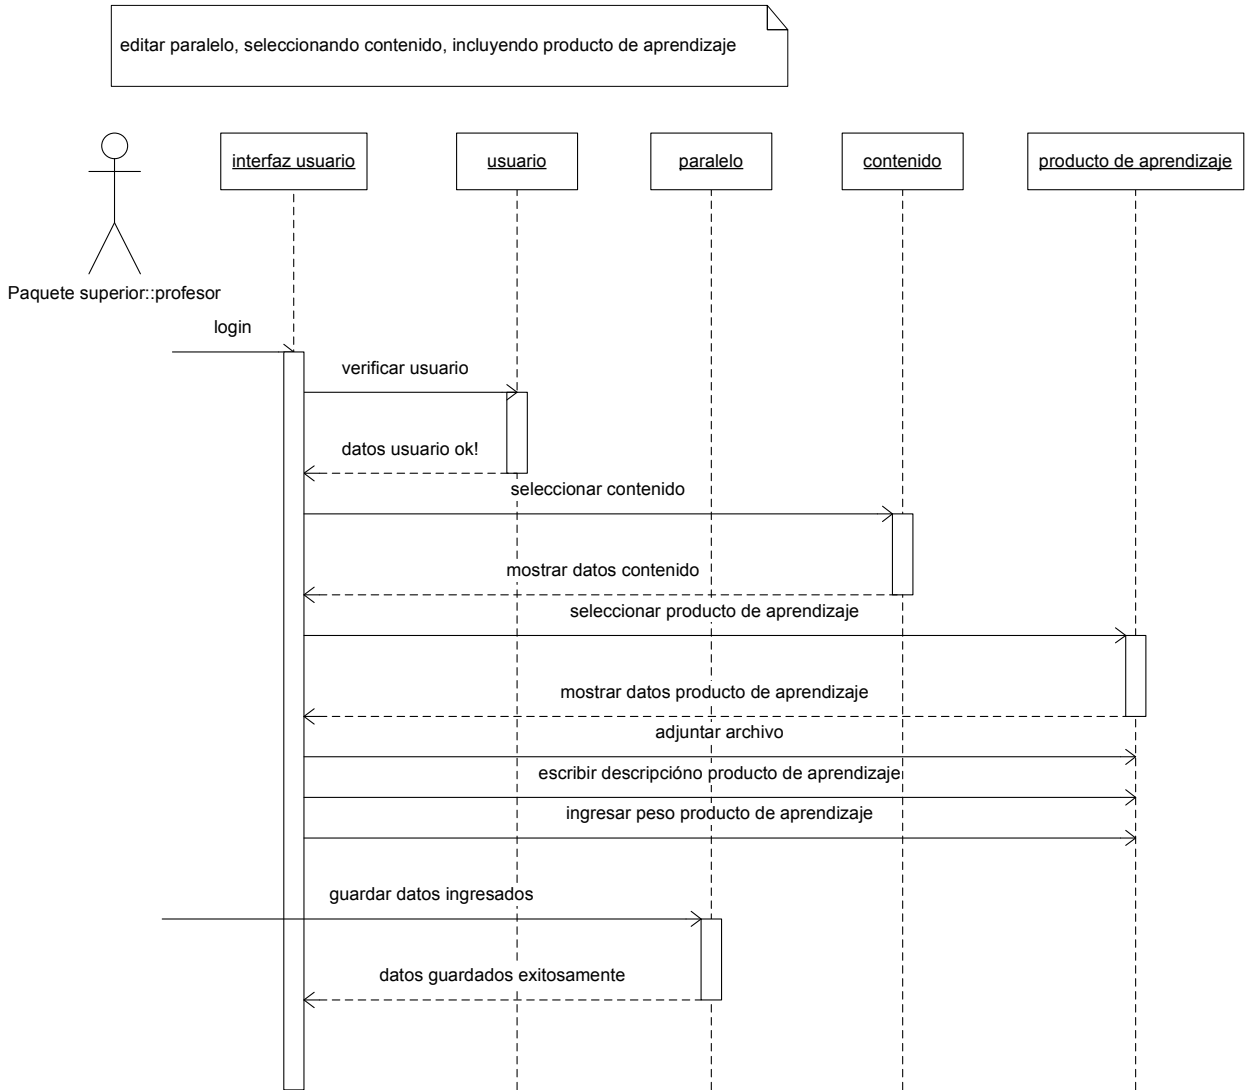 editar paralelo, seleccionando contenido, incluyendo producto de aprendizaje
interfaz usuario
usuario
paralelo
contenido
producto de aprendizaje
Paquete superior::profesor
login
verificar usuario
datos usuario ok!
seleccionar contenido
mostrar datos contenido
seleccionar producto de aprendizaje
mostrar datos producto de aprendizaje
adjuntar archivo
escribir descripcióno producto de aprendizaje
ingresar peso producto de aprendizaje
guardar datos ingresados
datos guardados exitosamente